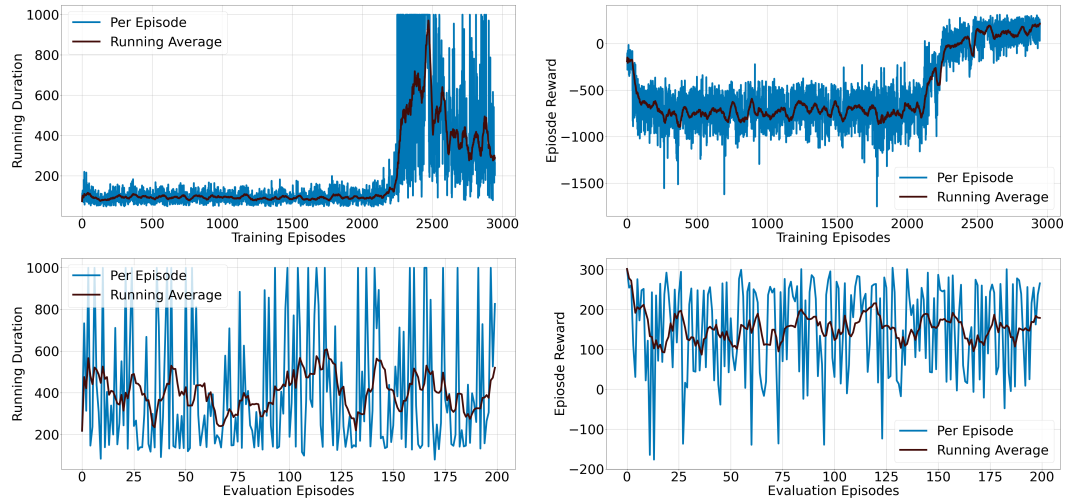 1000
800
600
400
200
Running Duration
Per Episode
Running Average
0 500 1000 1500 2000 2500 3000
Training Episodes
0
−500
−1000
−1500
Epiosde Reward
Per Episode
Running Average
0 500 1000 1500 2000 2500 3000
Training Episodes
1000
800
600
400
200
Running Duration
Per Episode
Running Average
0 25 50 75 100 125 150 175 200
Evaluation Episodes
300
200
100
0
−100
−200
Epiosde Reward
Per Episode
Running Average
0 25 50 75 100 125 150 175 200
Evaluation Episodes